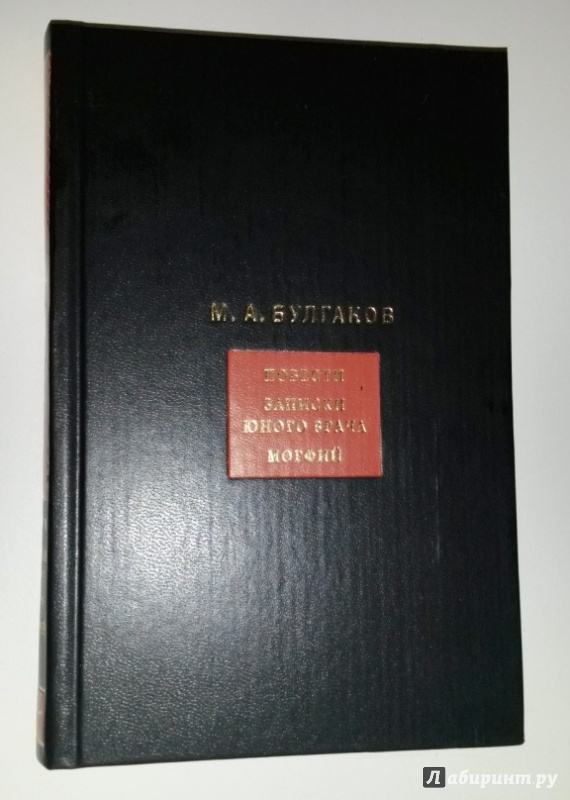 М. А. БУЛГАКОВ
ПОВЕСТИ
ЗАПИСКИ
ЮНОГО ВРАЧА
МОРФИЙ
Лабиринт.ру